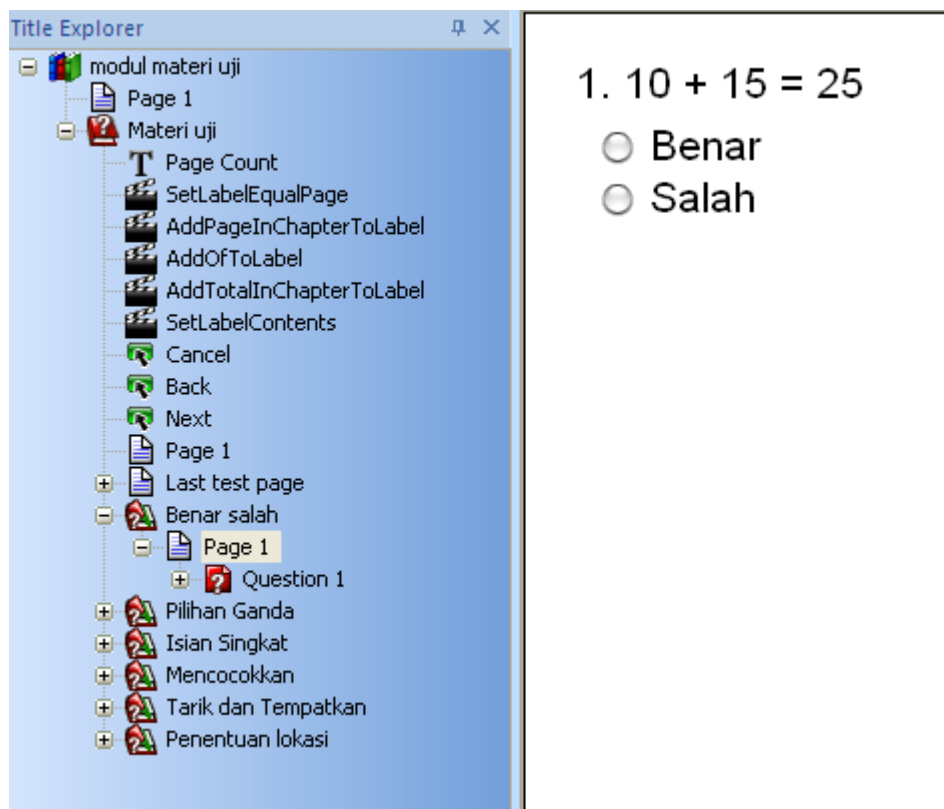 Title Explorer
modul materi uji
Page 1
Materi uji
Page Count
SetLabelEqualPage
AddPageInChapterToLabel
AddOfToLabel
AddTotalInChapterToLabel
SetLabelContents
Cancel
Back
Next
Page 1
Last test page
Benar salah
Page 1
Question 1
Pilihan Ganda
Isian Singkat
Mencocokkan
Tarik dan Tempatkan
Penentuan lokasi
1. 10 + 15 = 25
Benar
Salah